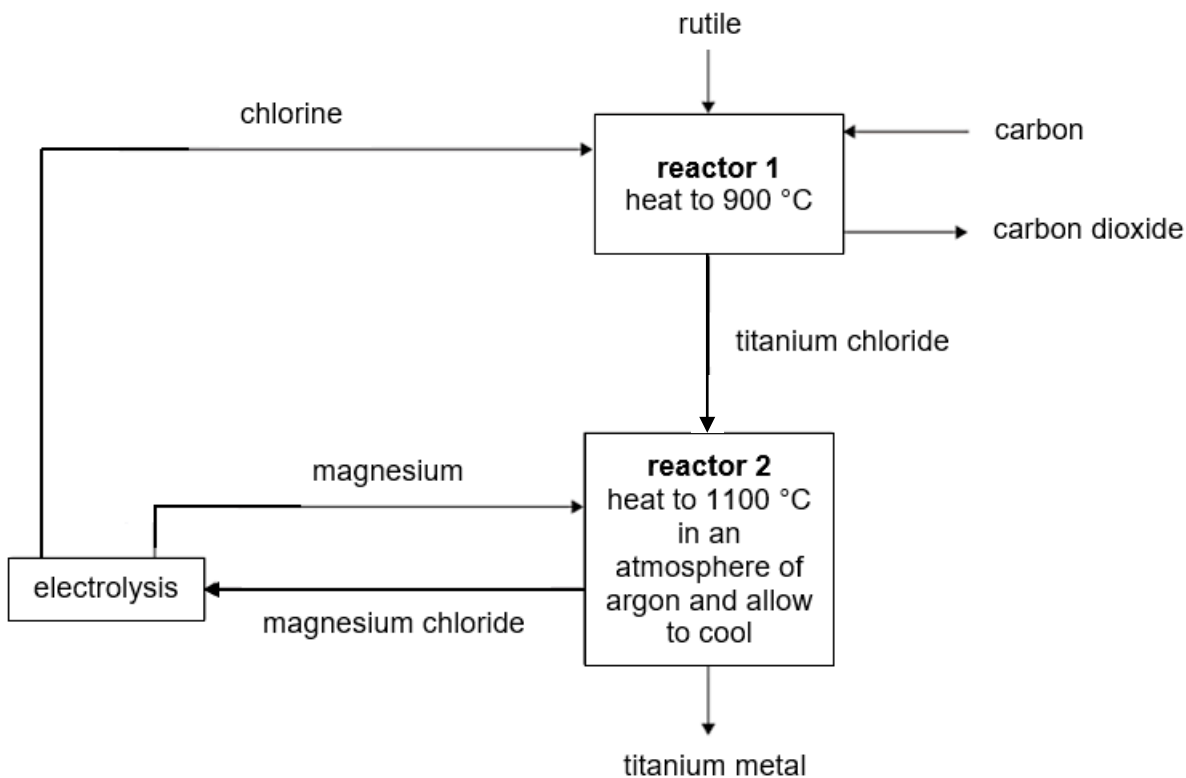 rutile
chlorine
carbon
reactor 1
heat to 900 °C
carbon dioxide
titanium chloride
magnesium
reactor 2
heat to 1100 °C
in an
atmosphere of
argon and allow
to cool
electrolysis
magnesium chloride
titanium metal